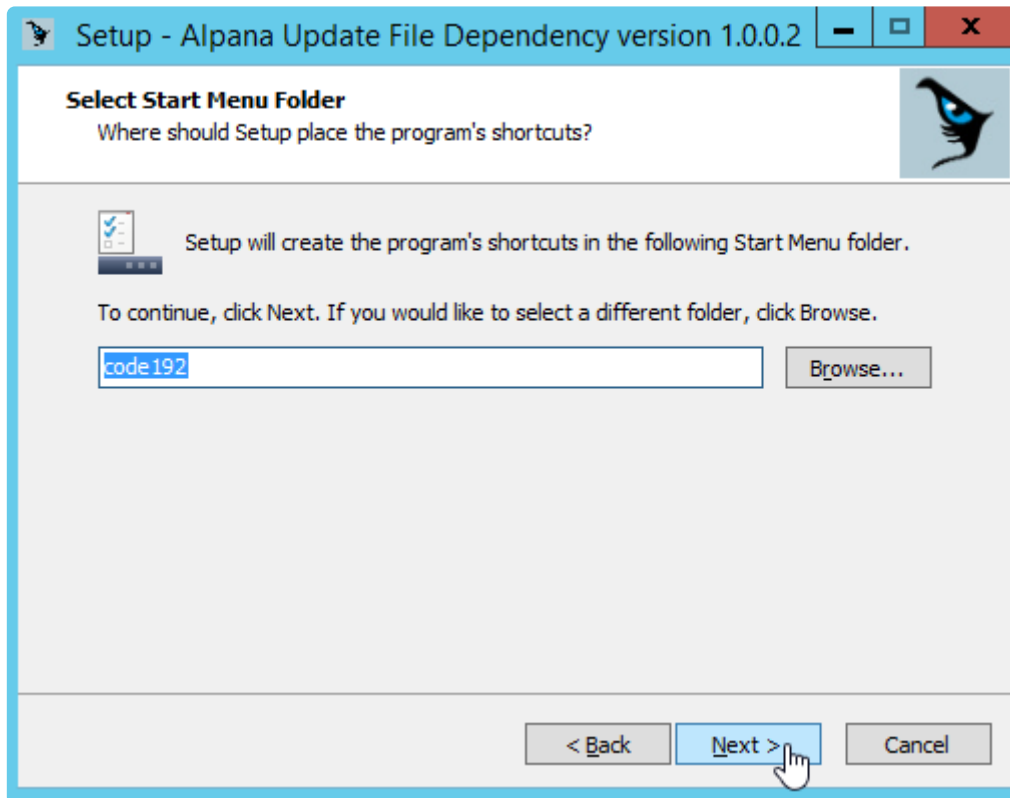 Setup - Alpana Update File Dependency version 1.0.0.2
Select Start Menu Folder
Where should Setup place the program's shortcuts?
Setup will create the program's shortcuts in the following Start Menu folder.
To continue, click Next. If you would like to select a different folder, click Browse.
code192
Browse...
< Back
Next >
Cancel